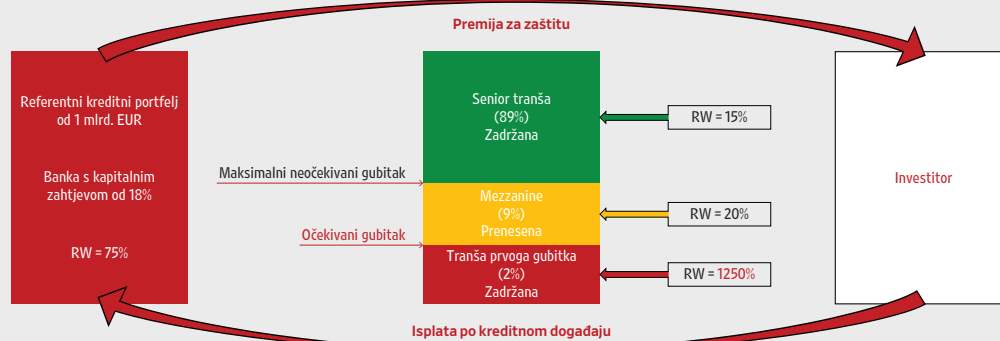 Premija za zaštitu
Referentni kreditni portfelj
od 1 mlrd. EUR
Banka s kapitalnim
zahtjevom od 18%
RW = 75%
Senior tranša
(89%)
Zadržana
RW = 15%
Maksimalni neočekivani gubitak
Mezzanine
(9%)
Prenesena
RW = 20%
Očekivani gubitak
Tranša prvoga gubitka
(2%)
Zadržana
RW = 1250%
Investitor
Isplata po kreditnom događaju